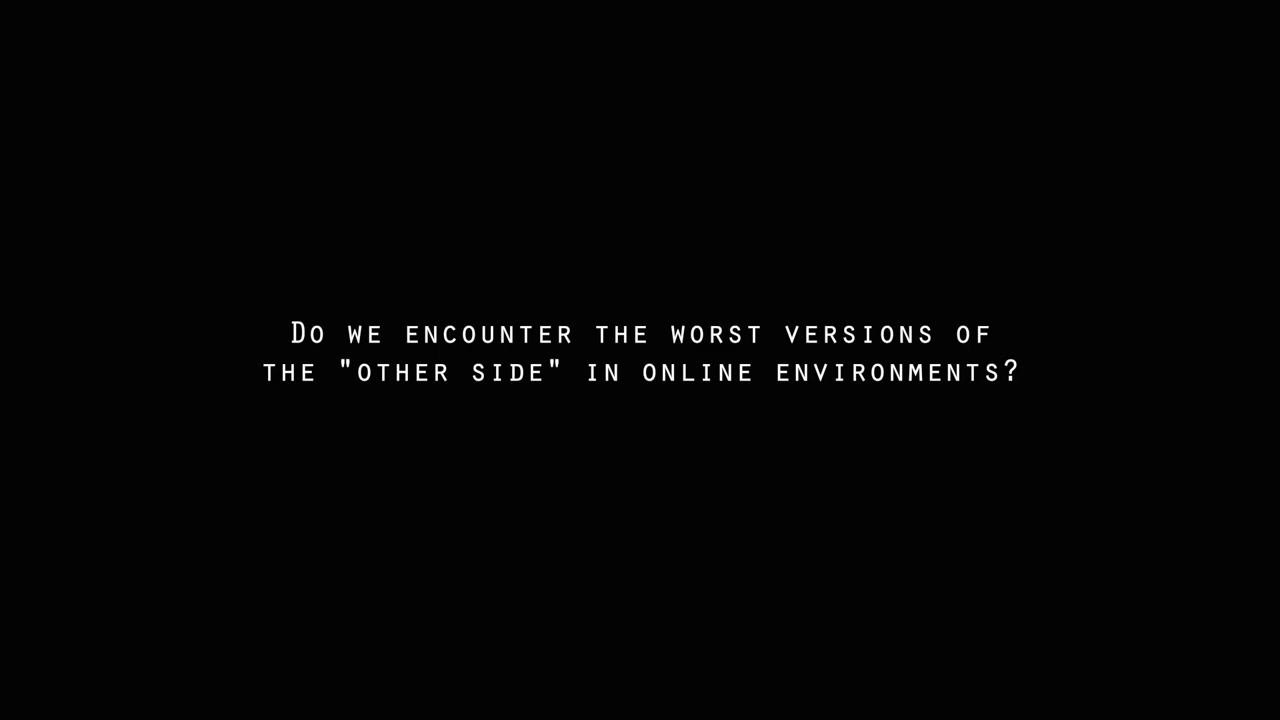 Do we encounter the worst versions of
the "other side" in online environments?